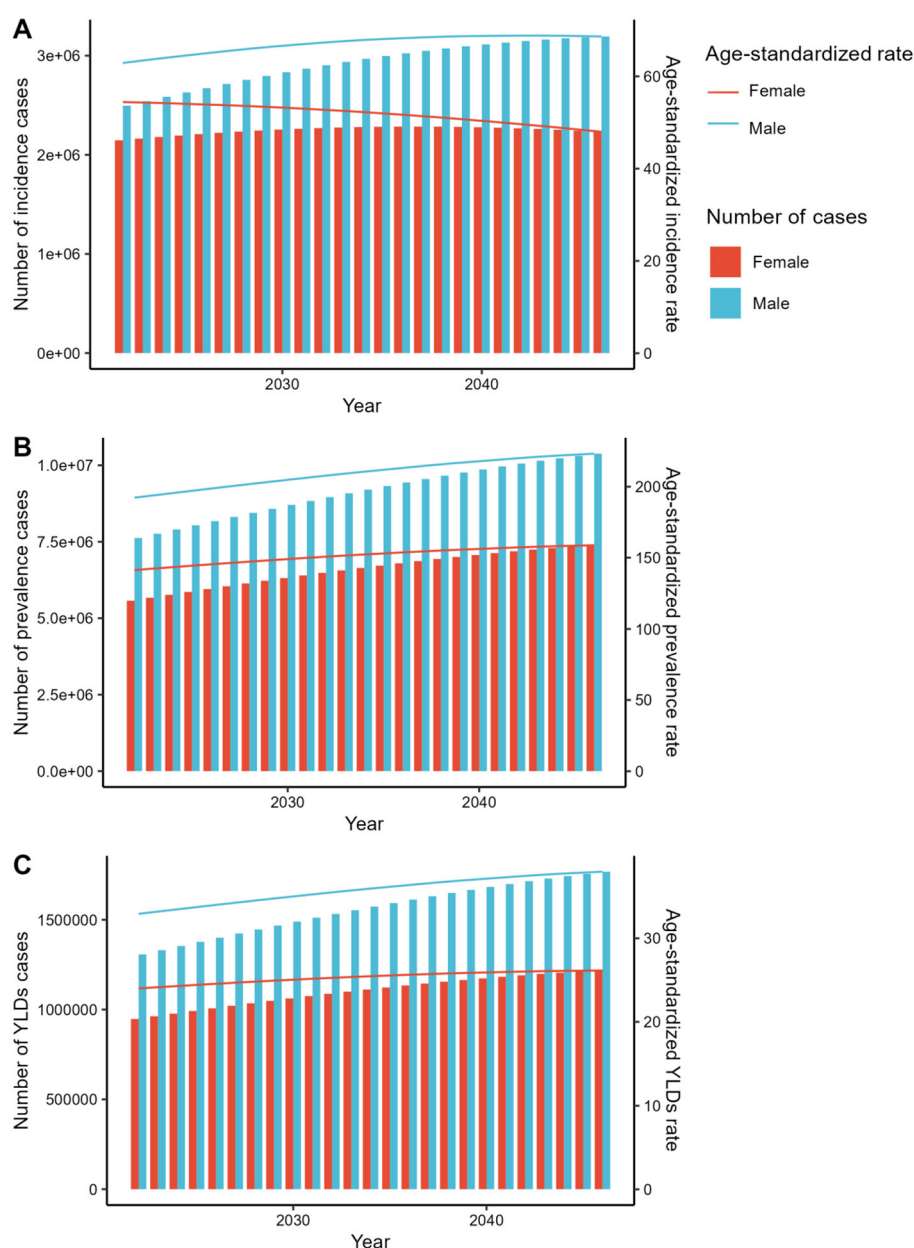 A
Number of incidence cases
3e+06
2e+06
1e+06
0e+00
2030
2040
Year
60
40
20
0
Age-standardized incidence rate
Age-standardized rate
Female
Male
Number of cases
Female
Male
B
Number of prevalence cases
1.0e+07
7.5e+06
5.0e+06
2.5e+06
0.0e+00
2030
2040
Year
200
150
100
50
0
Age-standardized prevalence rate
C
Number of YLDs cases
1500000
1000000
500000
0
2030
2040
Year
30
20
10
0
Age-standardized YLDs rate